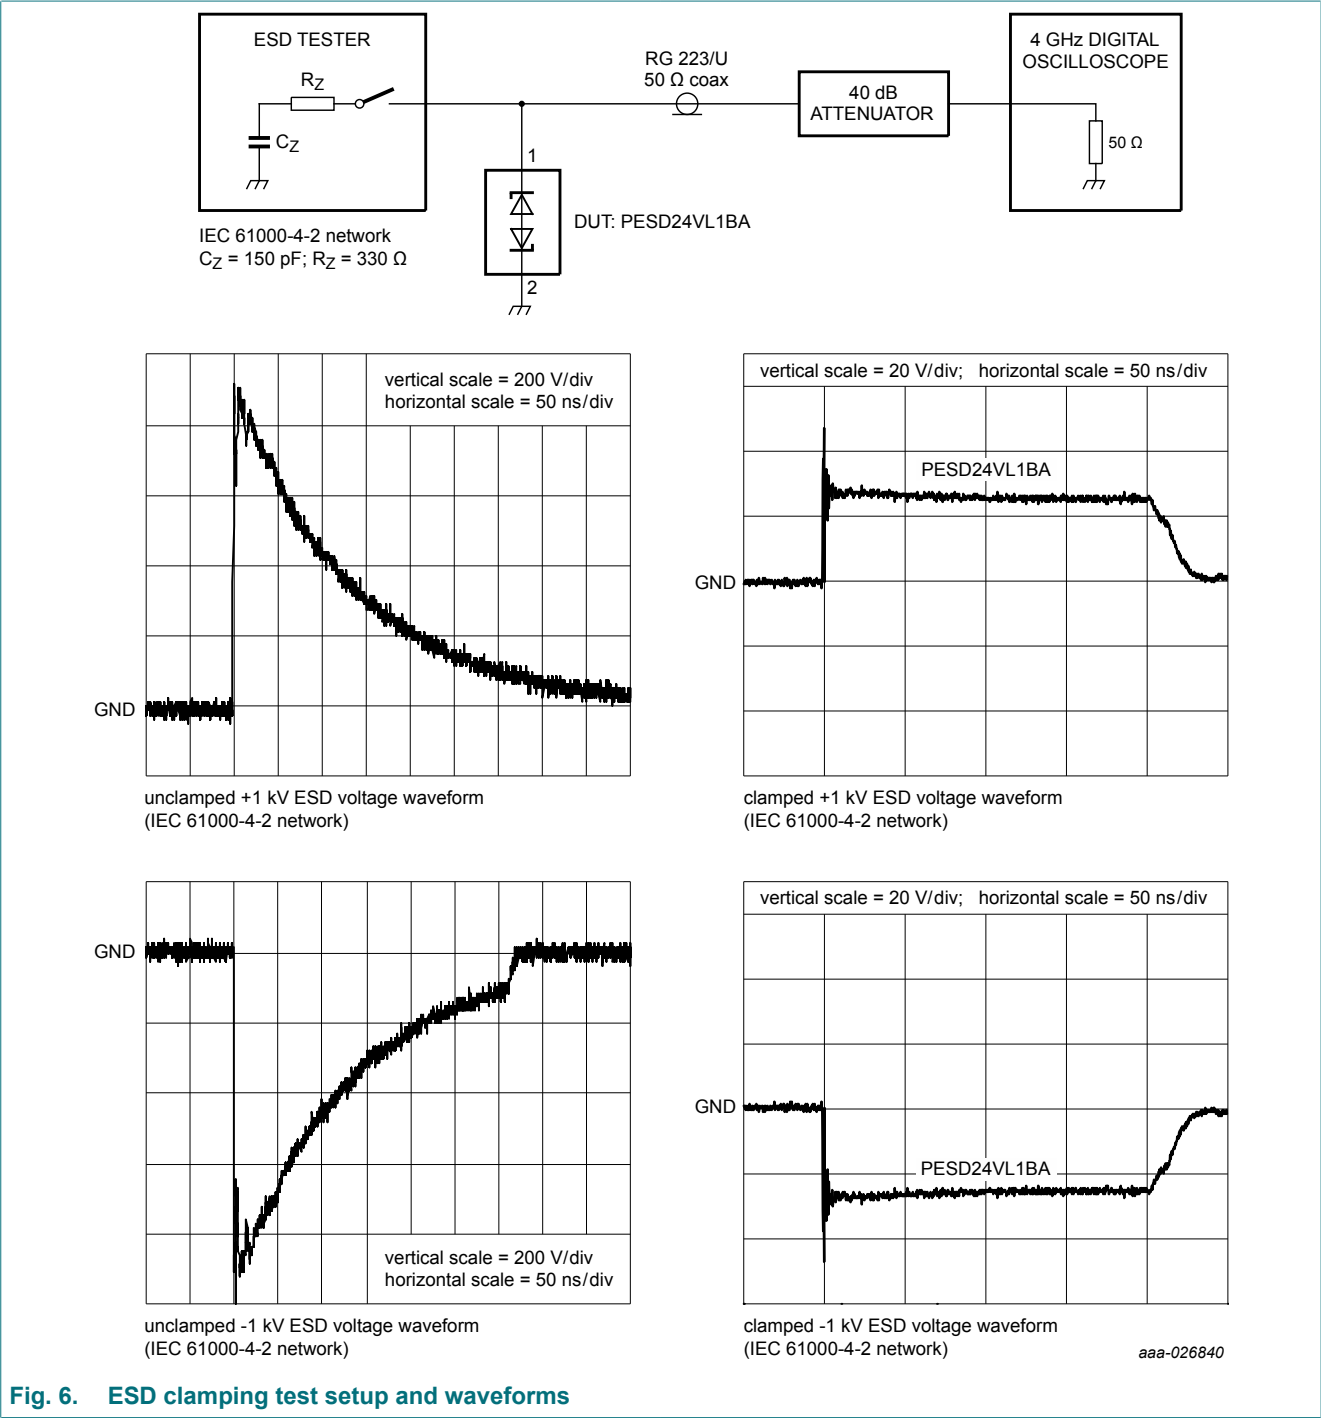 ESD TESTER
RZ
CZ
IEC 61000-4-2 network
CZ = 150 pF; RZ = 330 Ω
1
2
DUT: PESD24VL1BA
RG 223/U
50 Ω coax
40 dB
ATTENUATOR
4 GHz DIGITAL
OSCILLOSCOPE
50 Ω
vertical scale = 200 V/div
horizontal scale = 50 ns/div
GND
unclamped +1 kV ESD voltage waveform
(IEC 61000-4-2 network)
vertical scale = 20 V/div; horizontal scale = 50 ns/div
PESD24VL1BA
GND
clamped +1 kV ESD voltage waveform
(IEC 61000-4-2 network)
GND
vertical scale = 200 V/div
horizontal scale = 50 ns/div
unclamped -1 kV ESD voltage waveform
(IEC 61000-4-2 network)
vertical scale = 20 V/div; horizontal scale = 50 ns/div
GND
PESD24VL1BA
clamped -1 kV ESD voltage waveform
(IEC 61000-4-2 network)
aaa-026840
Fig. 6. ESD clamping test setup and waveforms